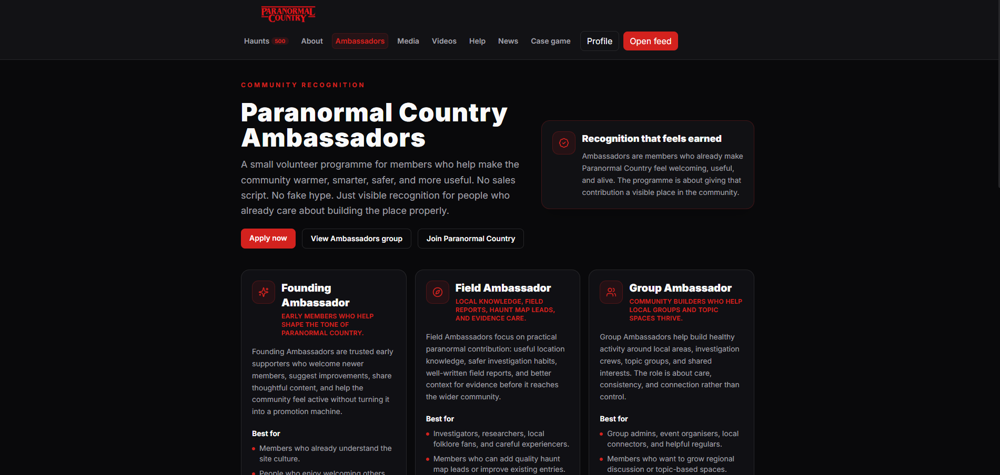 PARANORMAL
COUNTRY
Haunts 500 About Ambassadors Media Videos Help News Case game Profile Open feed
COMMUNITY RECOGNITION
Paranormal Country
Ambassadors
A small volunteer programme for members who help make the
community warmer, smarter, safer, and more useful. No sales
script. No fake hype. Just visible recognition for people who
already care about building the place properly.
Apply now View Ambassadors group Join Paranormal Country
Recognition that feels earned
Ambassadors are members who already make
Paranormal Country feel welcoming, useful,
and alive. The programme is about giving that
contribution a visible place in the community.
Founding
Ambassador
EARLY MEMBERS WHO HELP
SHAPE THE TONE OF
PARANORMAL COUNTRY.
Founding Ambassadors are trusted early
supporters who welcome newer
members, suggest improvements, share
thoughtful content, and help the
community feel active without turning it
into a promotion machine.
Best for
Members who already understand the
site culture.
People who enjoy welcoming others
Field Ambassador
LOCAL KNOWLEDGE, FIELD
REPORTS, HAUNT MAP LEADS,
AND EVIDENCE CARE.
Field Ambassadors focus on practical
paranormal contribution: useful location
knowledge, safer investigation habits,
well-written field reports, and better
context for evidence before it reaches
the wider community.
Best for
Investigators, researchers, local
folklore fans, and careful experiencers.
Members who can add quality haunt
map leads or improve existing entries.
Group Ambassador
COMMUNITY BUILDERS WHO HELP
LOCAL GROUPS AND TOPIC
SPACES THRIVE.
Group Ambassadors help build healthy
activity around local areas, investigation
crews, topic groups, and shared
interests. The role is about care,
consistency, and connection rather than
control.
Best for
Group admins, event organisers, local
connectors, and helpful regulars.
Members who want to grow regional
discussion or topic-based spaces.